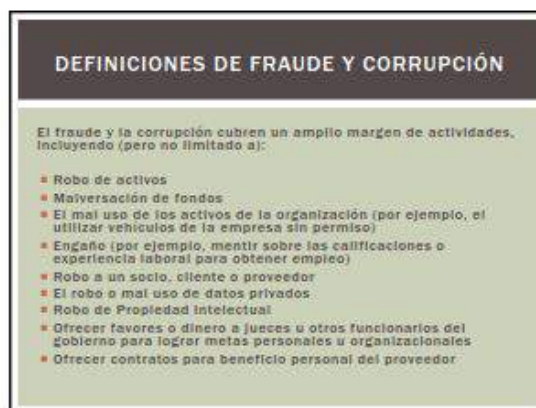 DEFINICIONES DE FRAUDE Y CORRUPCIÓN
El fraude y la corrupción cubren un amplio margen de actividades,
incluyendo (pero no limitado a):
▪ Robo de activos
▪ Malversación de fondos
▪ El mal uso de los activos de la organización (por ejemplo, el
utilizar vehículos de la empresa sin permiso)
▪ Engaño (por ejemplo, mentir sobre las calificaciones o
experiencia laboral para obtener empleo)
▪ Robo a un socio, cliente o proveedor
▪ El robo o mal uso de datos privados
▪ Robo de Propiedad Intelectual
▪ Ofrecer favores o dinero a jueces u otros funcionarios del
gobierno para lograr metas personales u organizacionales
▪ Ofrecer contratos para beneficio personal del proveedor